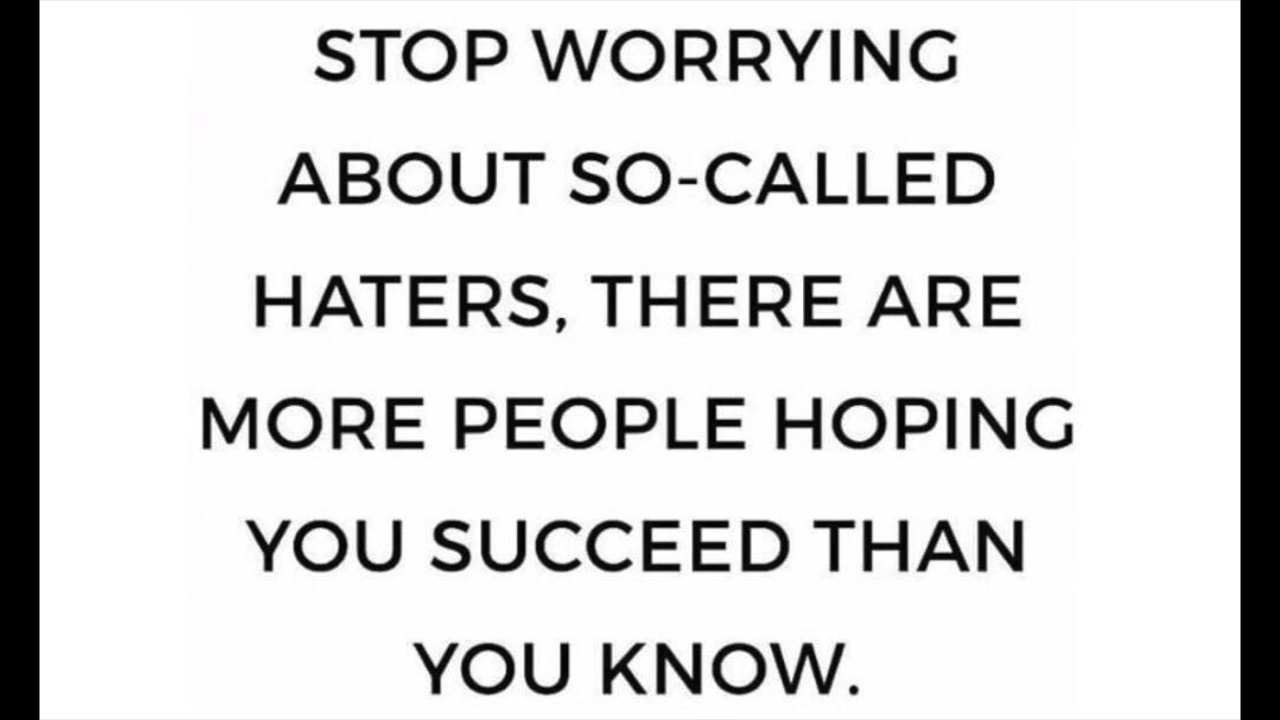 STOP WORRYING
ABOUT SO-CALLED
HATERS, THERE ARE
MORE PEOPLE HOPING
YOU SUCCEED THAN
YOU KNOW.